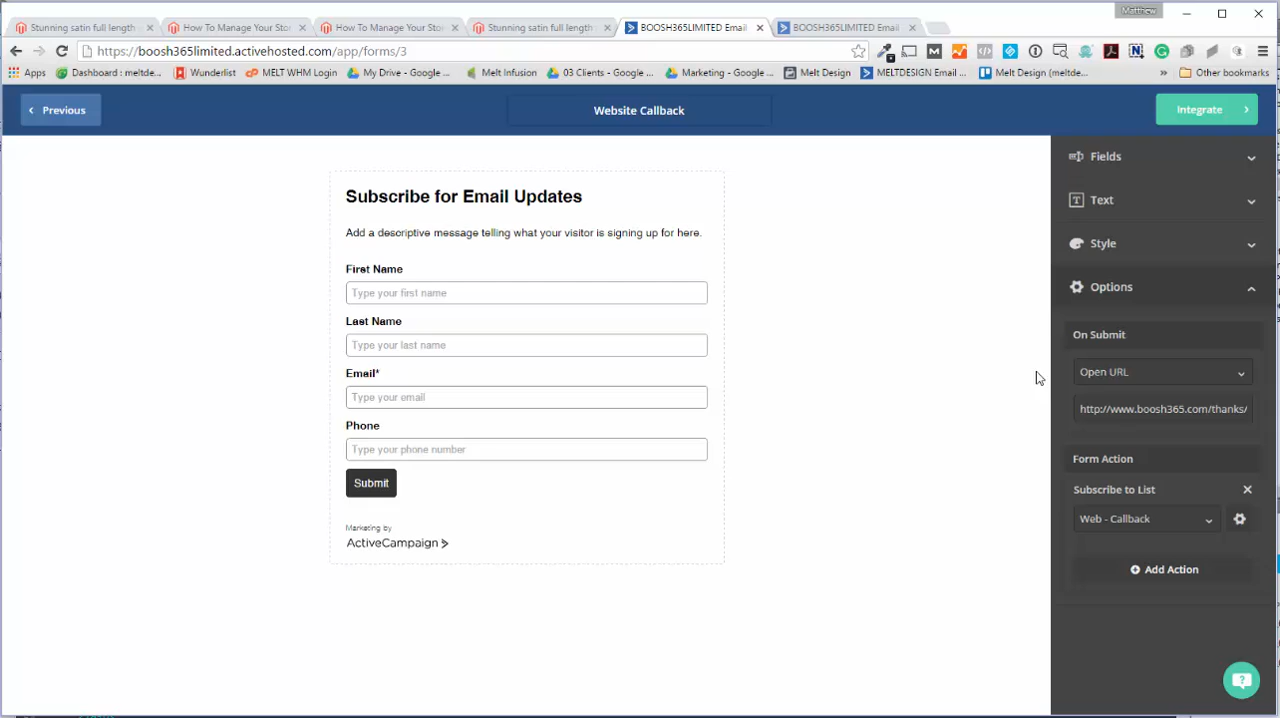 Matthew
Stunning satin full length
How To Manage Your Stor
How To Manage Your Stor
Stunning satin full length
BOOSH365LIMITED Email
BOOSH365LIMITED Email
https://boosh365limited.activehosted.com/app/forms/3
Apps
Dashboard : meltde...
Wunderlist
MELT WHM Login
My Drive - Google ...
Melt Infusion
03 Clients - Google ...
Marketing - Google ...
Melt Design
MELTDESIGN Email ...
Melt Design (meltde...
»
Other bookmarks
Previous
Website Callback
Integrate
Subscribe for Email Updates
Add a descriptive message telling what your visitor is signing up for here.
First Name
Type your first name
Last Name
Type your last name
Email*
Type your email
Phone
Type your phone number
Submit
Marketing by
ActiveCampaign >
Fields
Text
Style
Options
On Submit
Open URL
http://www.boosh365.com/thanks/
Form Action
Subscribe to List
Web - Callback
Add Action